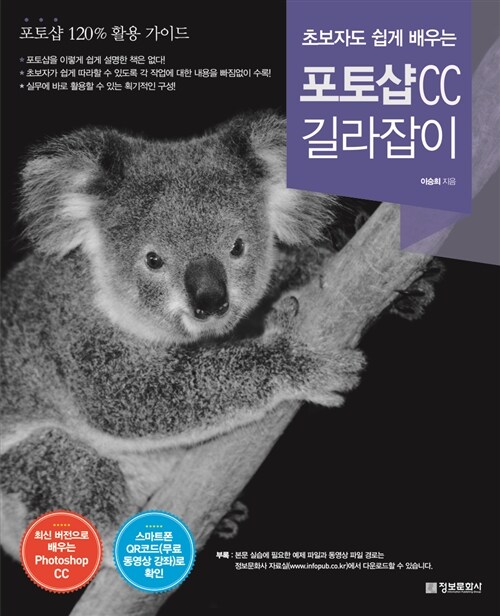 포토샵 120% 활용 가이드
★ 포토샵을 이렇게 쉽게 설명한 책은 없다!
★ 초보자가 쉽게 따라할 수 있도록 각 작업에 대한 내용을 빠짐없이 수록!
★ 실무에 바로 활용할 수 있는 획기적인 구성!
초보자도 쉽게 배우는
포토샵 CC
길라잡이
이승희 지음
최신 버전으로
배우는
Photoshop
CC
스마트폰
QR코드(무료
동영상 강좌)로
확인
부록 : 본문 실습에 필요한 예제 파일과 동영상 파일 경로는
정보문화사 자료실(www.infopub.co.kr)에서 다운로드할 수 있습니다.
정보문화사